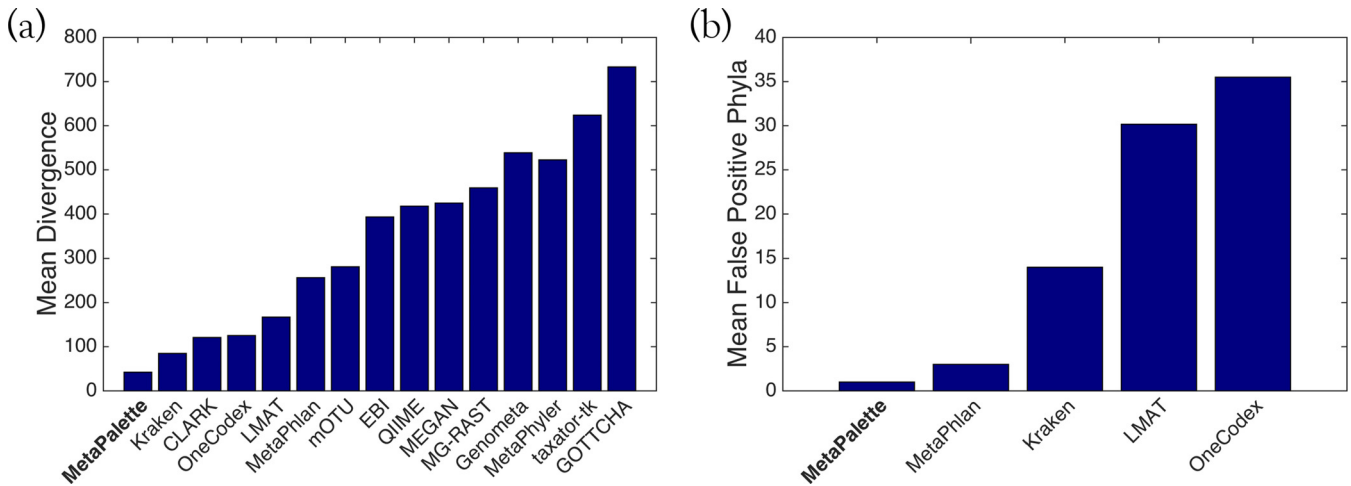 (a)
800
700
600
500
400
300
200
100
0
Mean Divergence
MetaPalette
Kraken
CLARK
OneCodex
LMAT
MetaPhlan
mOTU
EBI
QIIME
MEGAN
MG-RAST
Genometa
MetaPhyler
taxator-tk
GOTTCHA
(b)
40
35
30
25
20
15
10
5
0
Mean False Positive Phyla
MetaPalette
MetaPhlan
Kraken
LMAT
OneCodex